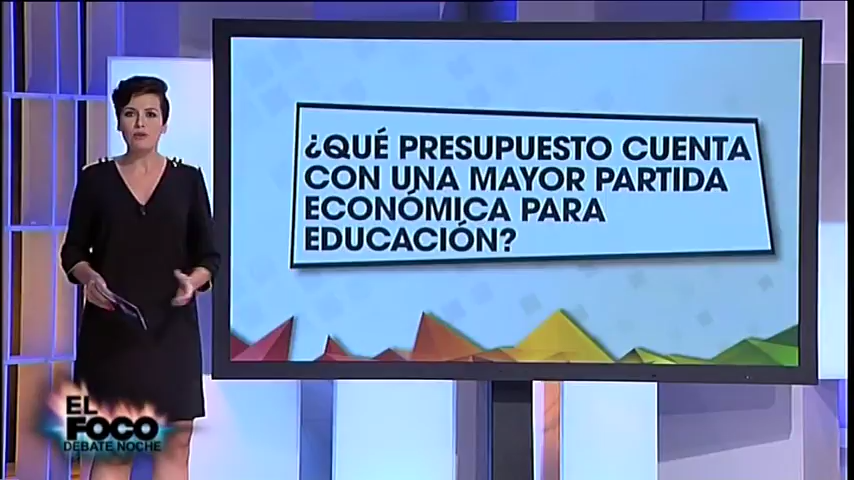 ¿QUÉ PRESUPUESTO CUENTA
CON UNA MAYOR PARTIDA
ECONÓMICA PARA
EDUCACIÓN?
EL
FOCO
DEBATE NOCHE